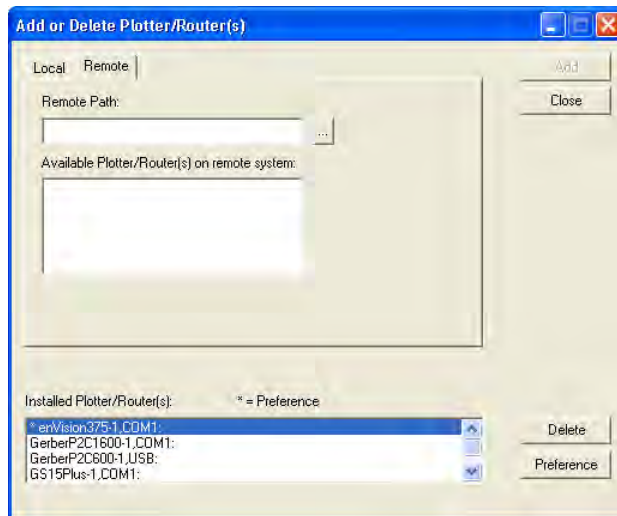 Add or Delete Plotter/Router(s)
Local Remote
Add
Remote Path:
Close
...
Available Plotter/Router(s) on remote system:
Installed Plotter/Router(s): * = Preference
* enVision375-1,COM1:
GerberP2C1600-1,COM1:
GerberP2C600-1,USB:
GS15Plus-1,COM1:
Delete
Preference